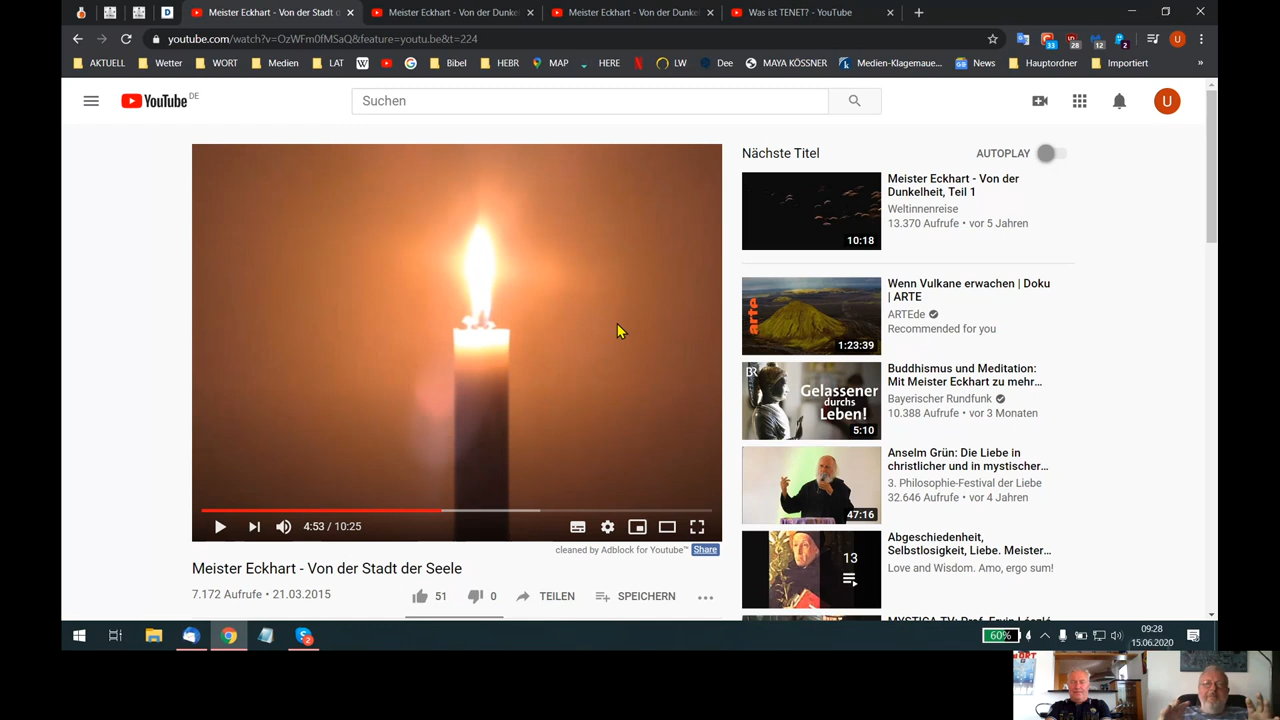 Meister Eckhart - Von der Stadt d
Meister Eckhart - Von der Dunkel
Meister Eckhart - Von der Dunkel
Was ist TENET? - YouTube
youtube.com/watch?v=OzWFm0fMSaQ&feature=youtu.be&t=224
33
28
12
2
U
AKTUELL
Wetter
WORT
Medien
LAT
Bibel
HEBR
MAP
HERE
LW
Dee
MAYA KÖSSNER
Medien-Klagemaue...
News
Hauptordner
Importiert
»
YouTube DE
Suchen
U
Nächste Titel
AUTOPLAY
Meister Eckhart - Von der
Dunkelheit, Teil 1
Weltinnenreise
13.370 Aufrufe • vor 5 Jahren
10:18
Wenn Vulkane erwachen | Doku
| ARTE
ARTEde
Recommended for you
arte
1:23:39
Buddhismus und Meditation:
Mit Meister Eckhart zu mehr...
Bayerischer Rundfunk
10.388 Aufrufe • vor 3 Monaten
BR
Gelassener
durchs
Leben!
5:10
Anselm Grün: Die Liebe in
christlicher und in mystischer...
3. Philosophie-Festival der Liebe
32.646 Aufrufe • vor 4 Jahren
47:16
Abgeschiedenheit,
Selbstlosigkeit, Liebe. Meister...
Love and Wisdom. Amo, ergo sum!
13
4:53 / 10:25
cleaned by Adblock for Youtube™ Share
Meister Eckhart - Von der Stadt der Seele
7.172 Aufrufe • 21.03.2015
51
0
TEILEN
SPEICHERN
60%
09:28
15.06.2020